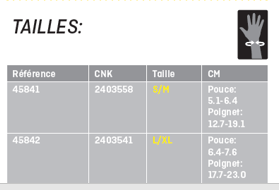 TAILLES:
Référence CNK Taille CM
45841 2403558 S/M Pouce:
5.1-6.4
Poignet:
12.7-19.1
45842 2403541 L/XL Pouce:
6.4-7.6
Poignet:
17.7-23.0